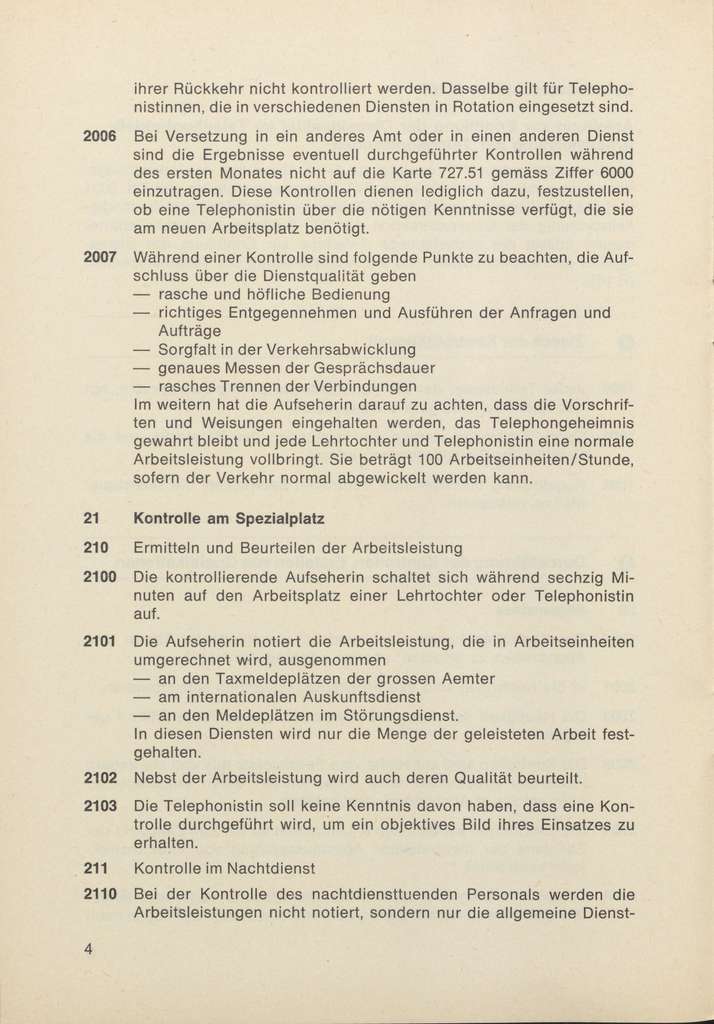 ihrer Rückkehr nicht kontrolliert werden. Dasselbe gilt für Telepho-
nistinnen, die in verschiedenen Diensten in Rotation eingesetzt sind.
2006 Bei Versetzung in ein anderes Amt oder in einen anderen Dienst
sind die Ergebnisse eventuell durchgeführter Kontrollen während
des ersten Monates nicht auf die Karte 727.51 gemäss Ziffer 6000
einzutragen. Diese Kontrollen dienen lediglich dazu, festzustellen,
ob eine Telephonistin über die nötigen Kenntnisse verfügt, die sie
am neuen Arbeitsplatz benötigt.
2007 Während einer Kontrolle sind folgende Punkte zu beachten, die Auf-
schluss über die Dienstqualität geben
— rasche und höfliche Bedienung
— richtiges Entgegennehmen und Ausführen der Anfragen und
Aufträge
— Sorgfalt in der Verkehrsabwicklung
— genaues Messen der Gesprächsdauer
— rasches Trennen der Verbindungen
Im weitern hat die Aufseherin darauf zu achten, dass die Vorschrif-
ten und Weisungen eingehalten werden, das Telephongeheimnis
gewahrt bleibt und jede Lehrtochter und Telephonistin eine normale
Arbeitsleistung vollbringt. Sie beträgt 100 Arbeitseinheiten/Stunde,
sofern der Verkehr normal abgewickelt werden kann.
21 Kontrolle am Spezialplatz
210 Ermitteln und Beurteilen der Arbeitsleistung
2100 Die kontrollierende Aufseherin schaltet sich während sechzig Mi-
nuten auf den Arbeitsplatz einer Lehrtochter oder Telephonistin
auf.
2101 Die Aufseherin notiert die Arbeitsleistung, die in Arbeitseinheiten
umgerechnet wird, ausgenommen
— an den Taxmeldeplätzen der grossen Aemter
— am internationalen Auskunftsdienst
— an den Meldeplätzen im Störungsdienst.
In diesen Diensten wird nur die Menge der geleisteten Arbeit fest-
gehalten.
2102 Nebst der Arbeitsleistung wird auch deren Qualität beurteilt.
2103 Die Telephonistin soll keine Kenntnis davon haben, dass eine Kon-
trolle durchgeführt wird, um ein objektives Bild ihres Einsatzes zu
erhalten.
211 Kontrolle im Nachtdienst
2110 Bei der Kontrolle des nachtdiensttuenden Personals werden die
Arbeitsleistungen nicht notiert, sondern nur die allgemeine Dienst-
4